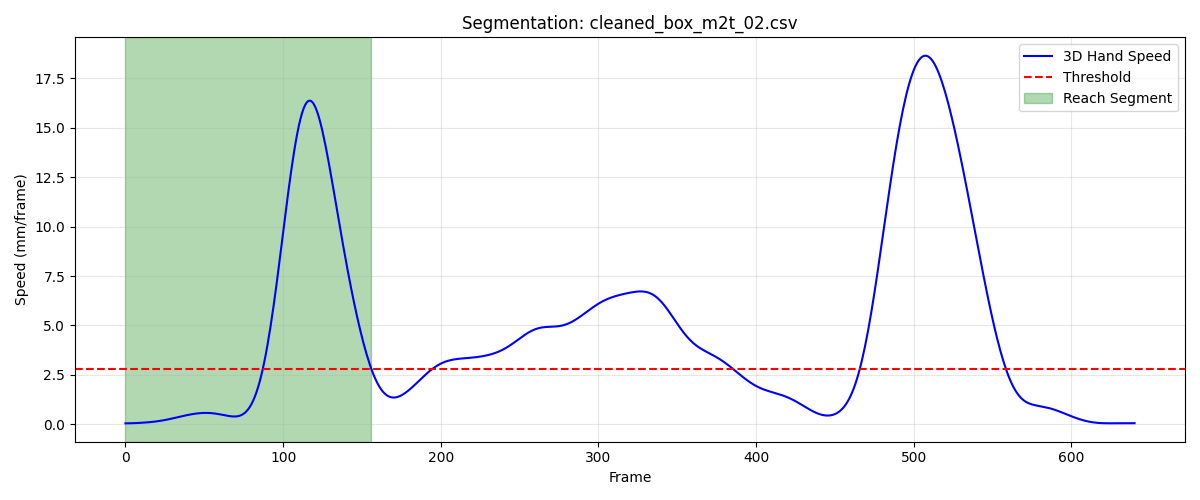 Segmentation: cleaned_box_m2t_02.csv
3D Hand Speed
Threshold
Reach Segment
Speed (mm/frame)
17.5
15.0
12.5
10.0
7.5
5.0
2.5
0.0
0 100 200 300 400 500 600
Frame